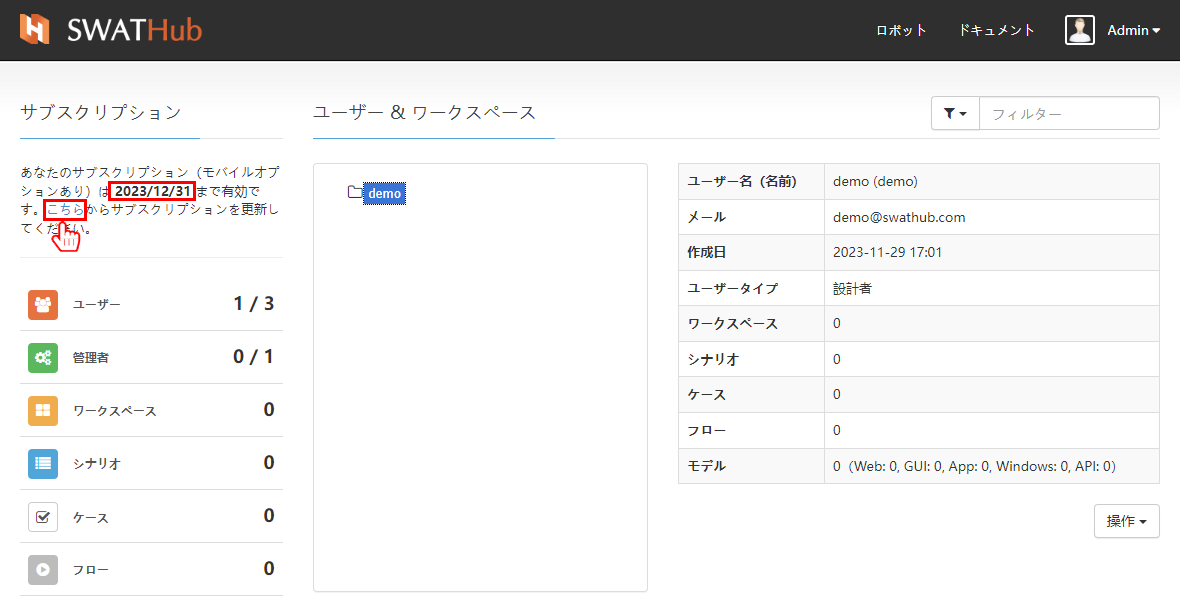 SWATHub
ロボット
ドキュメント
Admin
サブスクリプション
ユーザー & ワークスペース
フィルター
あなたのサブスクリプション（モバイルオプ
ションあり）は 2023/12/31 まで有効で
す。こちらからサブスクリプションを更新し
てください。
ユーザー 1 / 3
管理者 0 / 1
ワークスペース 0
シナリオ 0
ケース 0
フロー 0
demo
ユーザー名（名前） demo (demo)
メール demo@swathub.com
作成日 2023-11-29 17:01
ユーザータイプ 設計者
ワークスペース 0
シナリオ 0
ケース 0
フロー 0
モデル 0（Web: 0, GUI: 0, App: 0, Windows: 0, API: 0）
操作